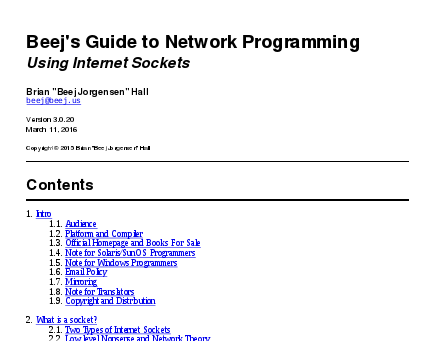 Beej's Guide to Network Programming
Using Internet Sockets
Brian "Beej Jorgensen" Hall
beej@beej.us
Version 3.0.20
March 11, 2016
Copyright © 2015 Brian "Beej Jorgensen" Hall
Contents
1. Intro
1.1. Audience
1.2. Platform and Compiler
1.3. Official Homepage and Books For Sale
1.4. Note for Solaris/SunOS Programmers
1.5. Note for Windows Programmers
1.6. Email Policy
1.7. Mirroring
1.8. Note for Translators
1.9. Copyright and Distribution
2. What is a socket?
2.1. Two Types of Internet Sockets
2.2. Low level Nonsense and Network Theory